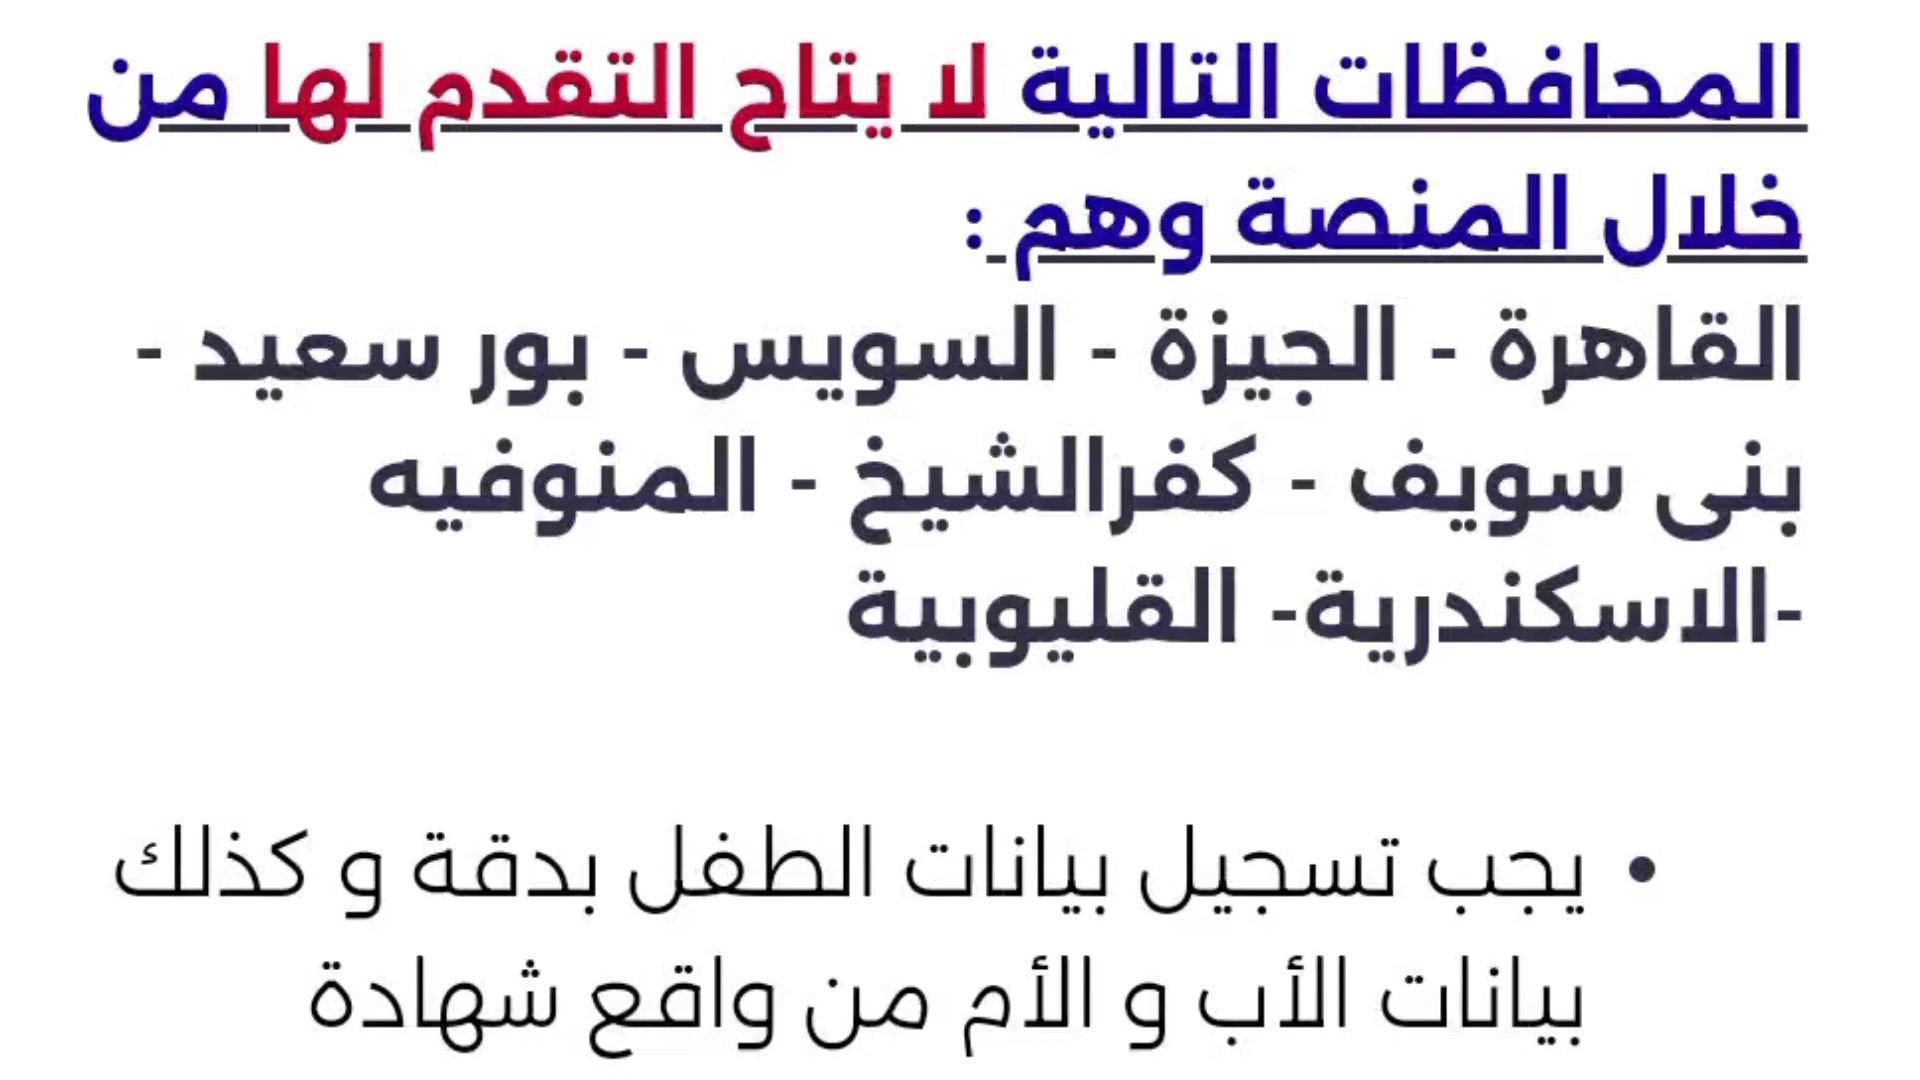 المحافظات التالية لا يتاح التقدم لها من
خلال المنصة وهم :
القاهرة - الجيزة - السويس - بور سعيد -
بنى سويف - كفرالشيخ - المنوفيه
-الاسكندرية- القليوبية
• يجب تسجيل بيانات الطفل بدقة و كذلك
بيانات الأب و الأم من واقع شهادة